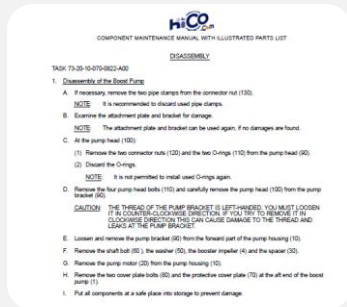 HiCO
.com
COMPONENT MAINTENANCE MANUAL WITH ILLUSTRATED PARTS LIST
DISASSEMBLY
TASK 73-20-10-070-0822-A00
1. Disassembly of the Boost Pump
A. If necessary, remove the two pipe clamps from the connector nut (130).
NOTE: It is recommended to discard used pipe clamps.
B. Examine the attachment plate and bracket for damage.
NOTE: The attachment plate and bracket can be used again, if no damages are found.
C. At the pump head (100):
(1) Remove the two connector nuts (120) and the two O-rings (110) from the pump head (90).
(2) Discard the O-rings.
NOTE: It is not permitted to install used O-rings again.
D. Remove the four pump head bolts (110) and carefully remove the pump head (100) from the pump
bracket (90).
CAUTION: THE THREAD OF THE PUMP BRACKET IS LEFT-HANDED. YOU MUST LOOSEN
IT IN COUNTER-CLOCKWISE DIRECTION. IF YOU TRY TO REMOVE IT IN
CLOCKWISE DIRECTION THIS CAN CAUSE DAMAGE TO THE THREAD AND
LEAKS AT THE PUMP BRACKET.
E. Loosen and remove the pump bracket (90) from the forward part of the pump housing (10).
F. Remove the shaft bolt (60 ), the washer (50), the booster impeller (4) and the spacer (30).
G. Remove the pump motor (20) from the pump housing (10).
H. Remove the two cover plate bolts (80) and the protective cover plate (70) at the aft end of the boost
pump (1).
I. Put all components at a safe place into storage to prevent damage.